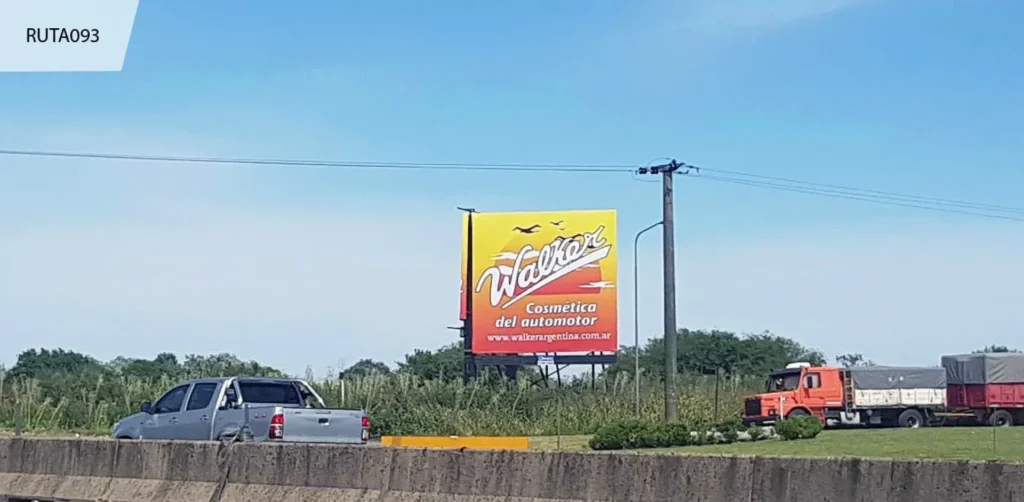 RUTA093
Walker
Cosmética
del automotor
www.walkerargentina.com.ar